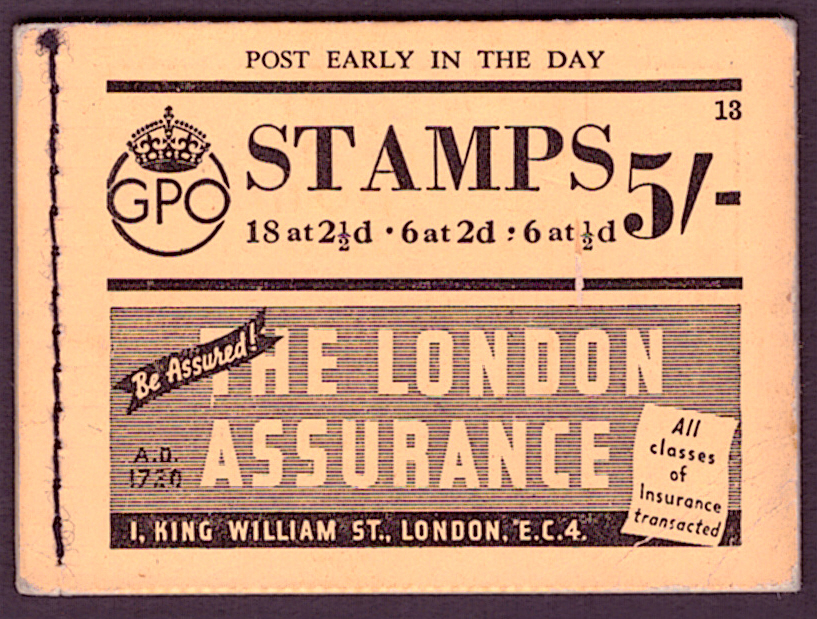 POST EARLY IN THE DAY
13
GPO
STAMPS 5/-
18 at 2½d · 6 at 2d : 6 at ½d
Be Assured!
THE LONDON
ASSURANCE
A.D.
1720
All
classes
of
Insurance
transacted
1, KING WILLIAM ST., LONDON, E.C.4.